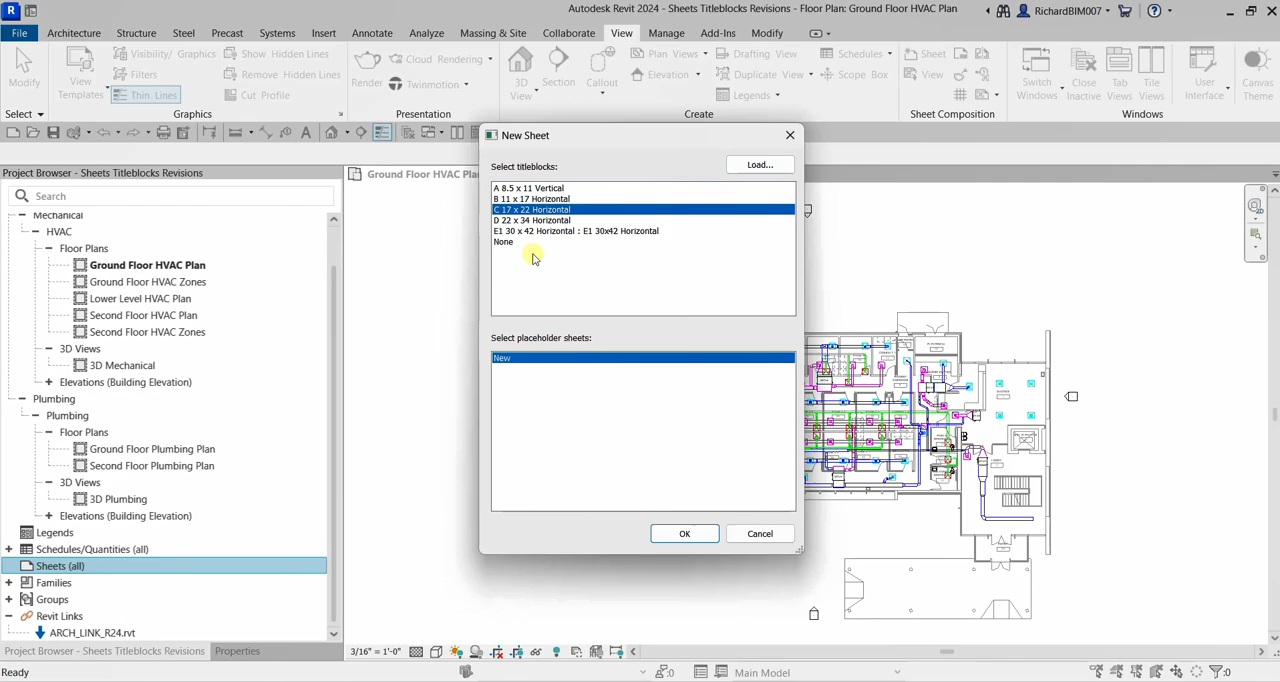 Autodesk Revit 2024 - Sheets Titleblocks Revisions - Floor Plan: Ground Floor HVAC Plan
RichardBIM007
File Architecture Structure Steel Precast Systems Insert Annotate Analyze Massing & Site Collaborate View Manage Add-Ins Modify
Modify
View Templates
Visibility/ Graphics
Filters
Thin Lines
Show Hidden Lines
Remove Hidden Lines
Cut Profile
Render
Cloud Rendering
Twinmotion
3D View
Section
Callout
Plan Views
Elevation
Drafting View
Duplicate View
Legends
Schedules
Scope Box
Sheet
View
Switch Windows
Close Inactive
Tab Views
Tile Views
User Interface
Canvas Theme
Select
Graphics
Presentation
Create
Sheet Composition
Windows
Project Browser - Sheets Titleblocks Revisions
Search
Mechanical
HVAC
Floor Plans
Ground Floor HVAC Plan
Ground Floor HVAC Zones
Lower Level HVAC Plan
Second Floor HVAC Plan
Second Floor HVAC Zones
3D Views
3D Mechanical
Elevations (Building Elevation)
Plumbing
Plumbing
Floor Plans
Ground Floor Plumbing Plan
Second Floor Plumbing Plan
3D Views
3D Plumbing
Elevations (Building Elevation)
Legends
Schedules/Quantities (all)
Sheets (all)
Families
Groups
Revit Links
ARCH_LINK_R24.rvt
Project Browser - Sheets Titleblocks Revisions
Properties
Ground Floor HVAC Pla
New Sheet
Select titleblocks:
Load...
A 8.5 x 11 Vertical
B 11 x 17 Horizontal
C 17 x 22 Horizontal
D 22 x 34 Horizontal
E1 30 x 42 Horizontal : E1 30x42 Horizontal
None
Select placeholder sheets:
New
OK
Cancel
3/16" = 1'-0"
Ready
:0
Main Model
:0